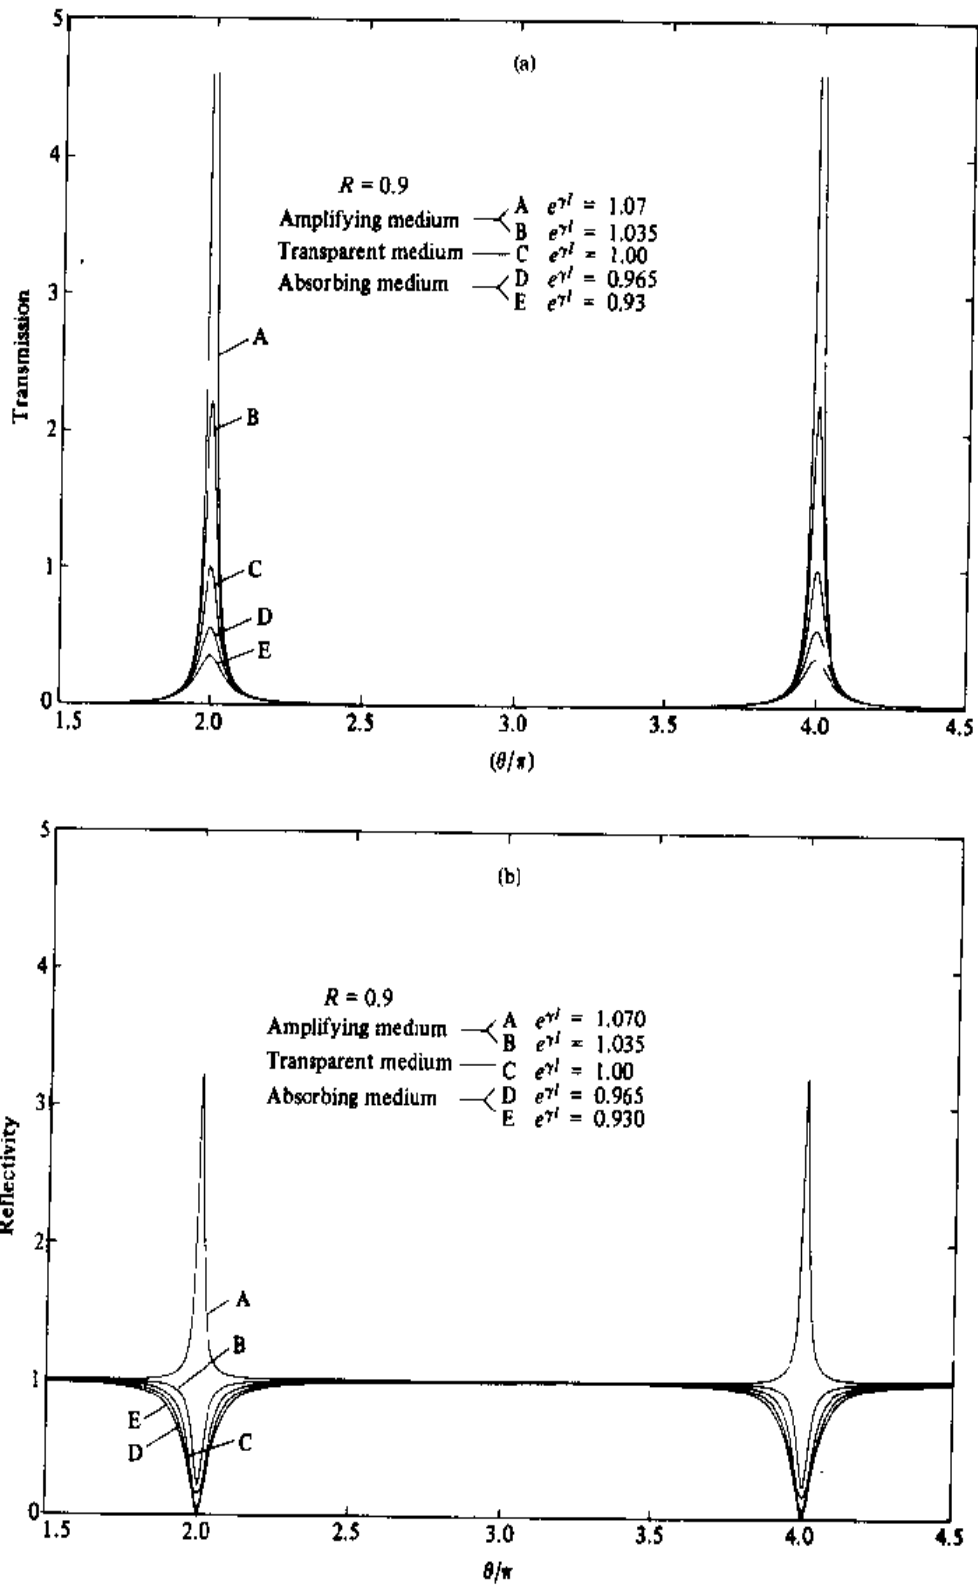 5
(a)
4
R = 0.9
Amplifying medium
A e^γl = 1.07
B e^γl = 1.035
Transparent medium
C e^γl = 1.00
Absorbing medium
D e^γl = 0.965
E e^γl = 0.93
3
Transmission
A
2
B
1
C
D
E
0
1.5 2.0 2.5 3.0 3.5 4.0 4.5
(θ/π)
5
(b)
4
R = 0.9
Amplifying medium
A e^γl = 1.070
B e^γl = 1.035
Transparent medium
C e^γl = 1.00
Absorbing medium
D e^γl = 0.965
E e^γl = 0.930
3
Reflectivity
2
A
B
1
E
D
C
0
1.5 2.0 2.5 3.0 3.5 4.0 4.5
θ/π